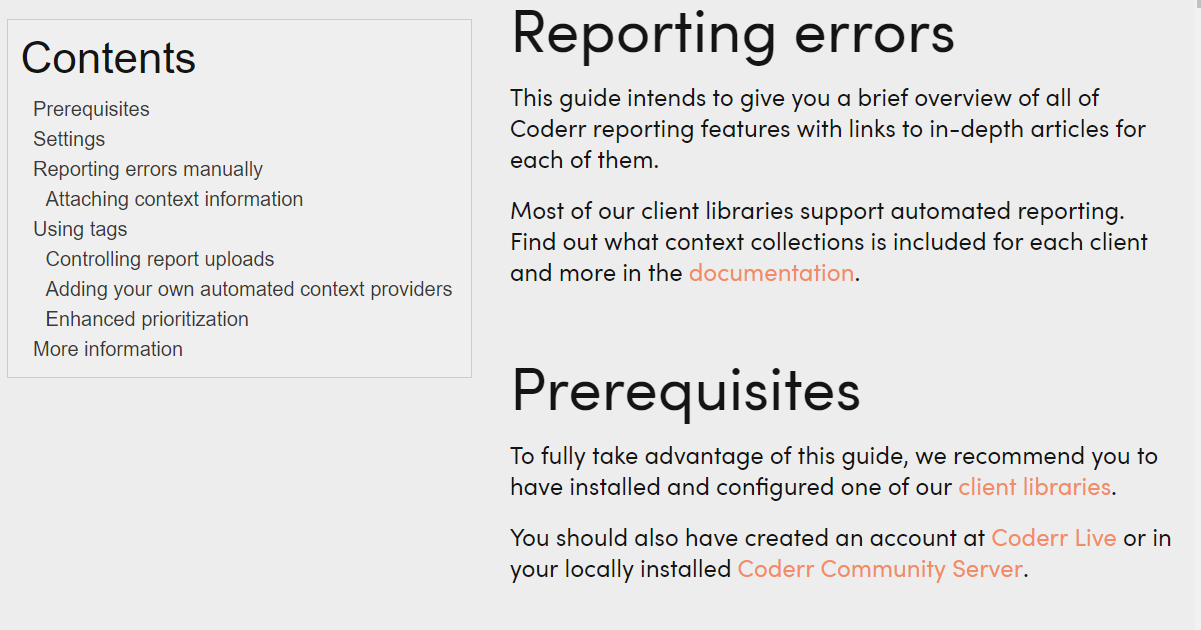 Contents
Prerequisites
Settings
Reporting errors manually
Attaching context information
Using tags
Controlling report uploads
Adding your own automated context providers
Enhanced prioritization
More information
Reporting errors
This guide intends to give you a brief overview of all of
Coderr reporting features with links to in-depth articles for
each of them.
Most of our client libraries support automated reporting.
Find out what context collections is included for each client
and more in the documentation.
Prerequisites
To fully take advantage of this guide, we recommend you to
have installed and configured one of our client libraries.
You should also have created an account at Coderr Live or in
your locally installed Coderr Community Server.